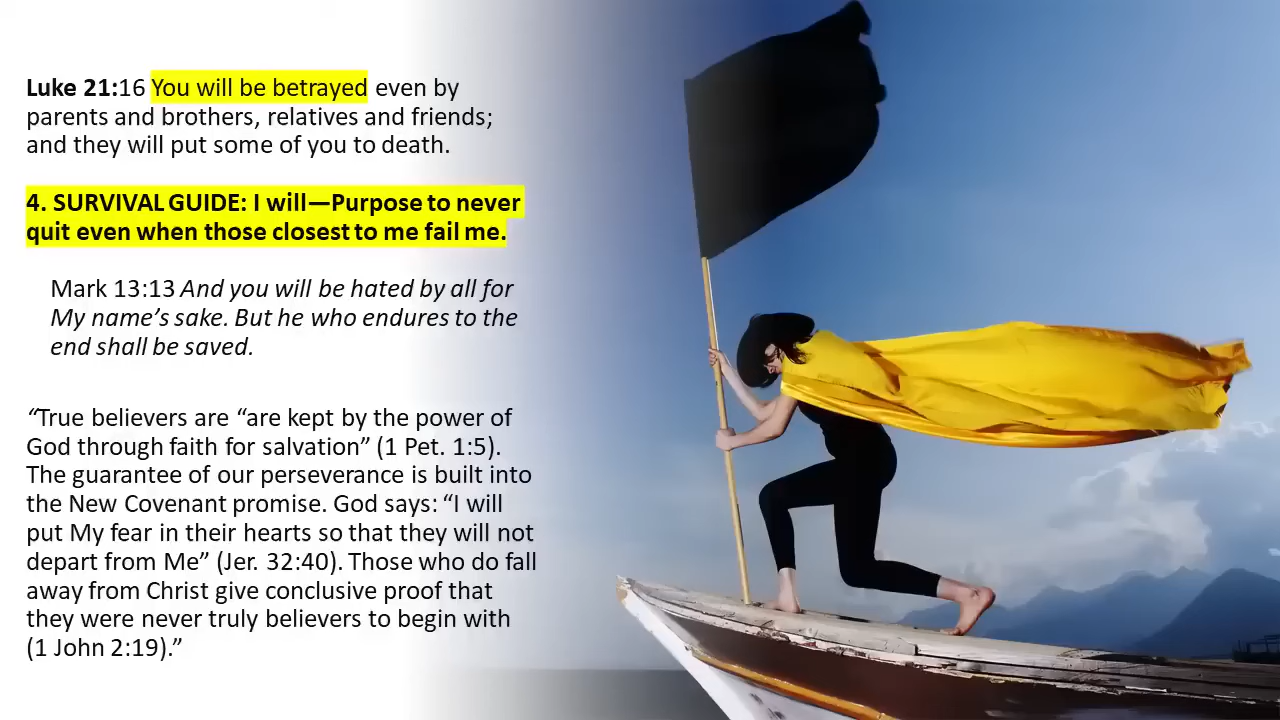 Luke 21:16 You will be betrayed even by
parents and brothers, relatives and friends;
and they will put some of you to death.
4. SURVIVAL GUIDE: I will—Purpose to never
quit even when those closest to me fail me.
Mark 13:13 And you will be hated by all for
My name’s sake. But he who endures to the
end shall be saved.
“True believers are “are kept by the power of
God through faith for salvation” (1 Pet. 1:5).
The guarantee of our perseverance is built into
the New Covenant promise. God says: “I will
put My fear in their hearts so that they will not
depart from Me” (Jer. 32:40). Those who do fall
away from Christ give conclusive proof that
they were never truly believers to begin with
(1 John 2:19).”